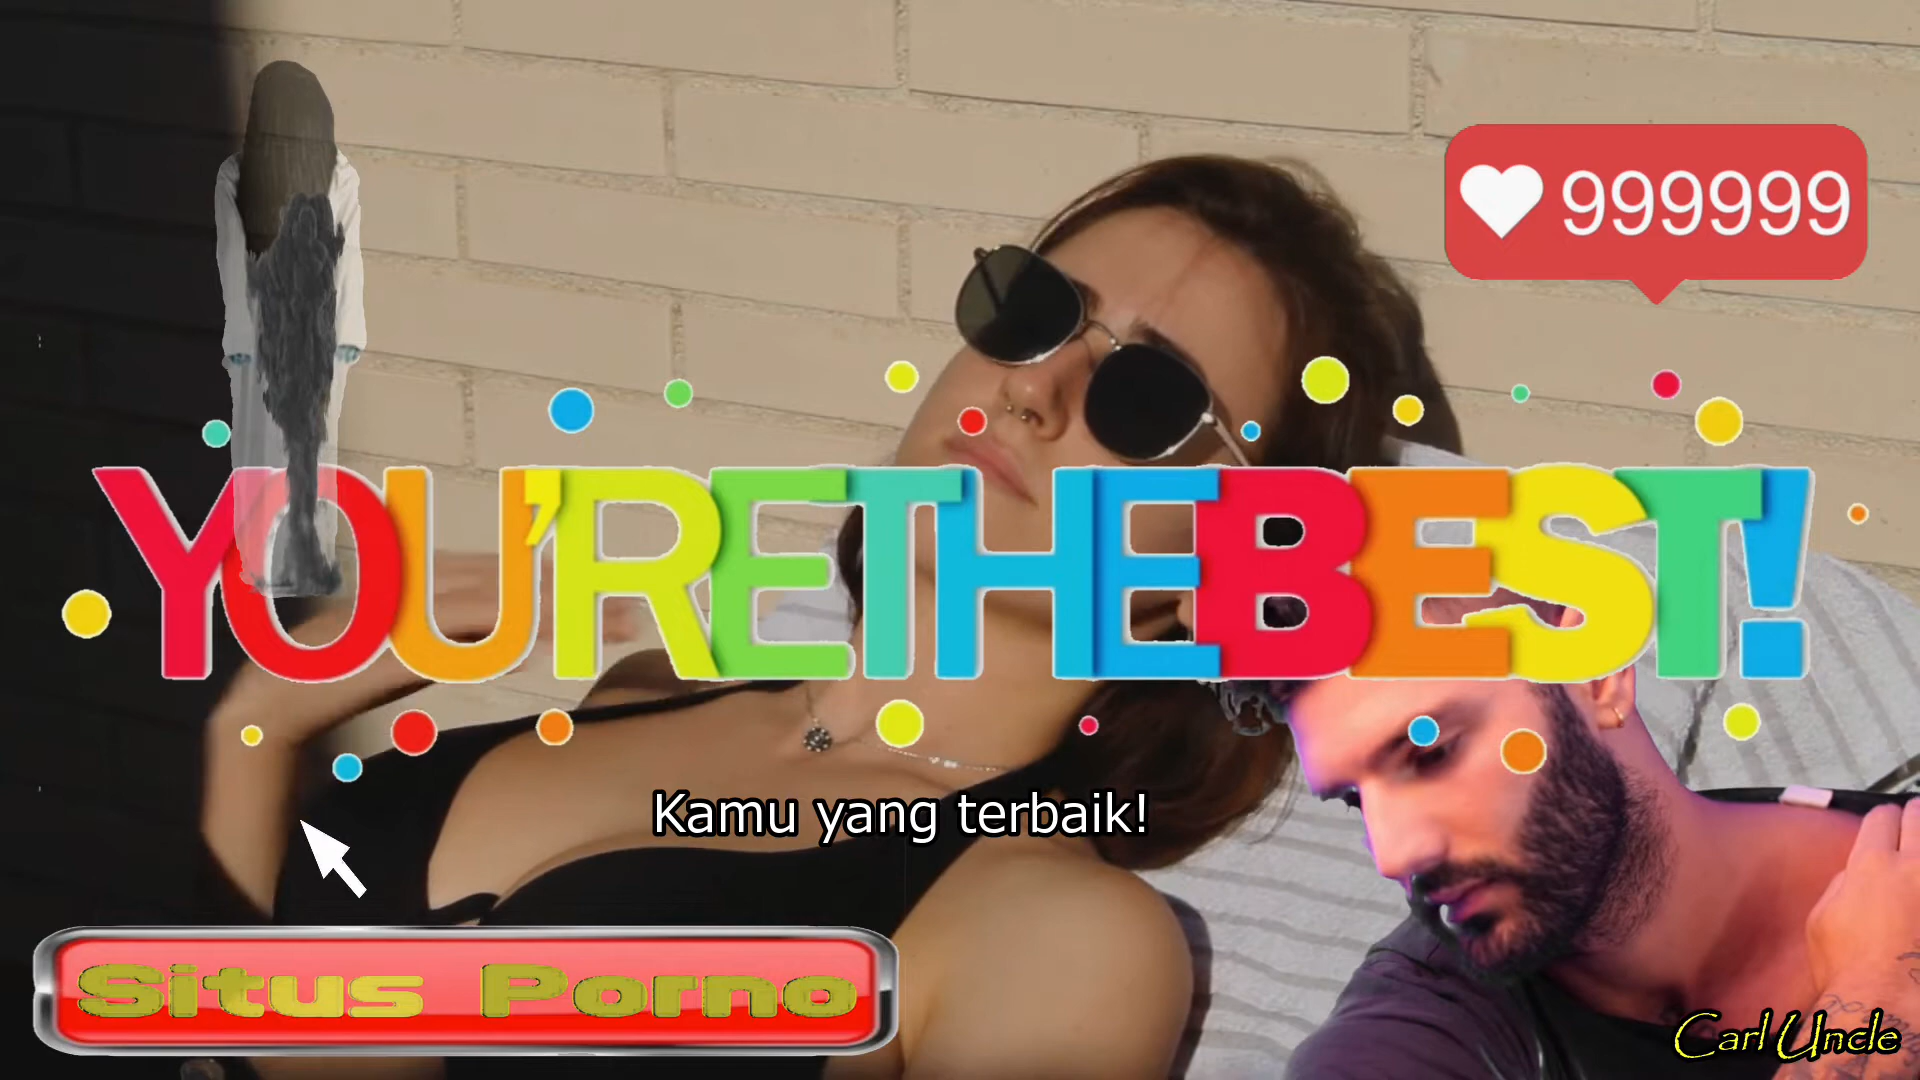 999999
YOU'RE THE BEST!
Kamu yang terbaik!
Situs Porno
Carl Uncle